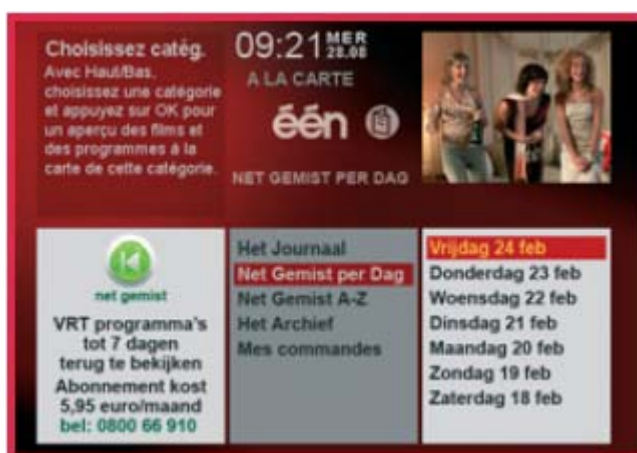 Choisissez catég.
Avec Haut/Bas,
choisissez une catégorie
et appuyez sur OK pour
un aperçu des films et
des programmes à la
carte de cette catégorie.
09:21 MER 28.08
A LA CARTE
één
NET GEMIST PER DAG
net gemist
VRT programma's
tot 7 dagen
terug te bekijken
Abonnement kost
5,95 euro/maand
bel: 0800 66 910
Het Journaal
Net Gemist per Dag
Net Gemist A-Z
Het Archief
Mes commandes
Vrijdag 24 feb
Donderdag 23 feb
Woensdag 22 feb
Dinsdag 21 feb
Maandag 20 feb
Zondag 19 feb
Zaterdag 18 feb